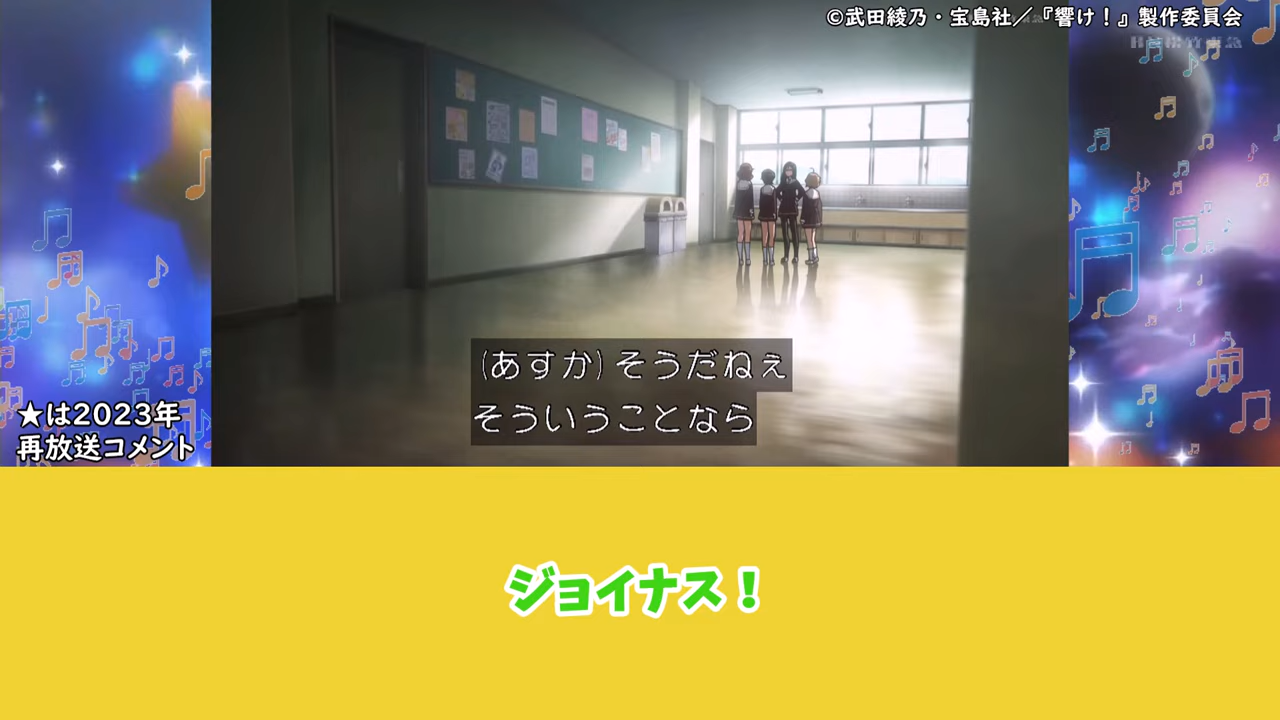 ©武田綾乃・宝島社／『響け！』製作委員会
(あすか)そうだねぇ
そういうことなら
★は2023年
再放送コメント
ジョイナス！